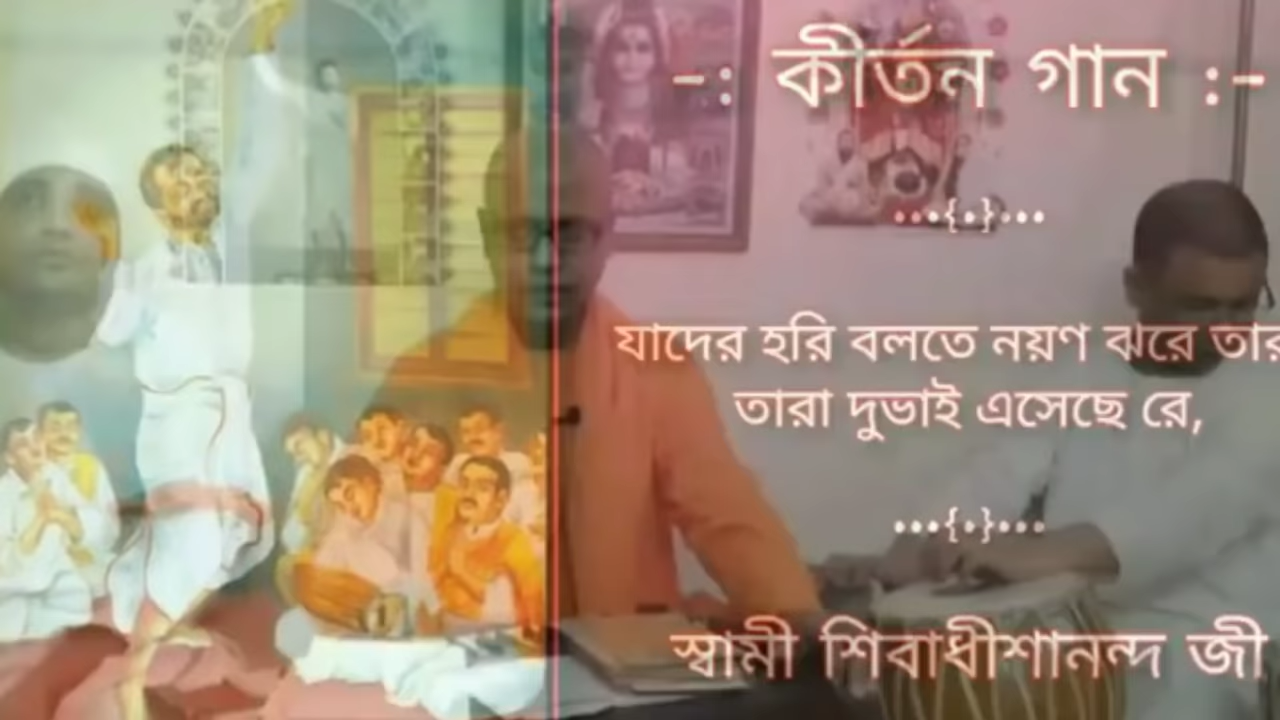 -: কীর্তন গান :-
•••{•}•••
যাদের হরি বলতে নয়ণ ঝরে তার
তারা দুভাই এসেছে রে,
•••{•}•••
স্বামী শিবাধীশানন্দ জী